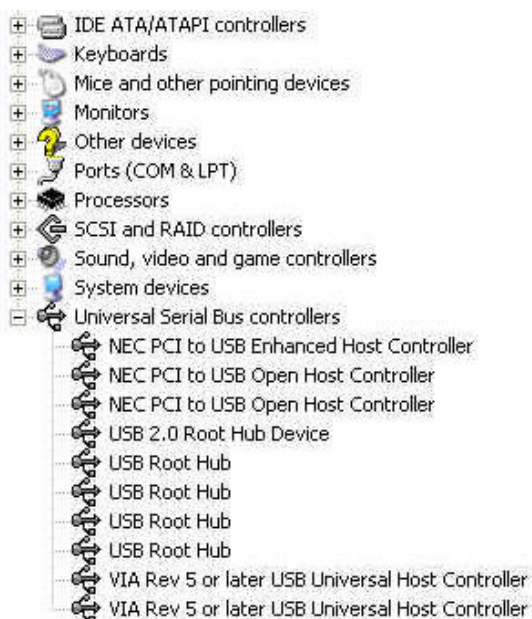 IDE ATA/ATAPI controllers
Keyboards
Mice and other pointing devices
Monitors
Other devices
Ports (COM & LPT)
Processors
SCSI and RAID controllers
Sound, video and game controllers
System devices
Universal Serial Bus controllers
NEC PCI to USB Enhanced Host Controller
NEC PCI to USB Open Host Controller
NEC PCI to USB Open Host Controller
USB 2.0 Root Hub Device
USB Root Hub
USB Root Hub
USB Root Hub
USB Root Hub
VIA Rev 5 or later USB Universal Host Controller
VIA Rev 5 or later USB Universal Host Controller